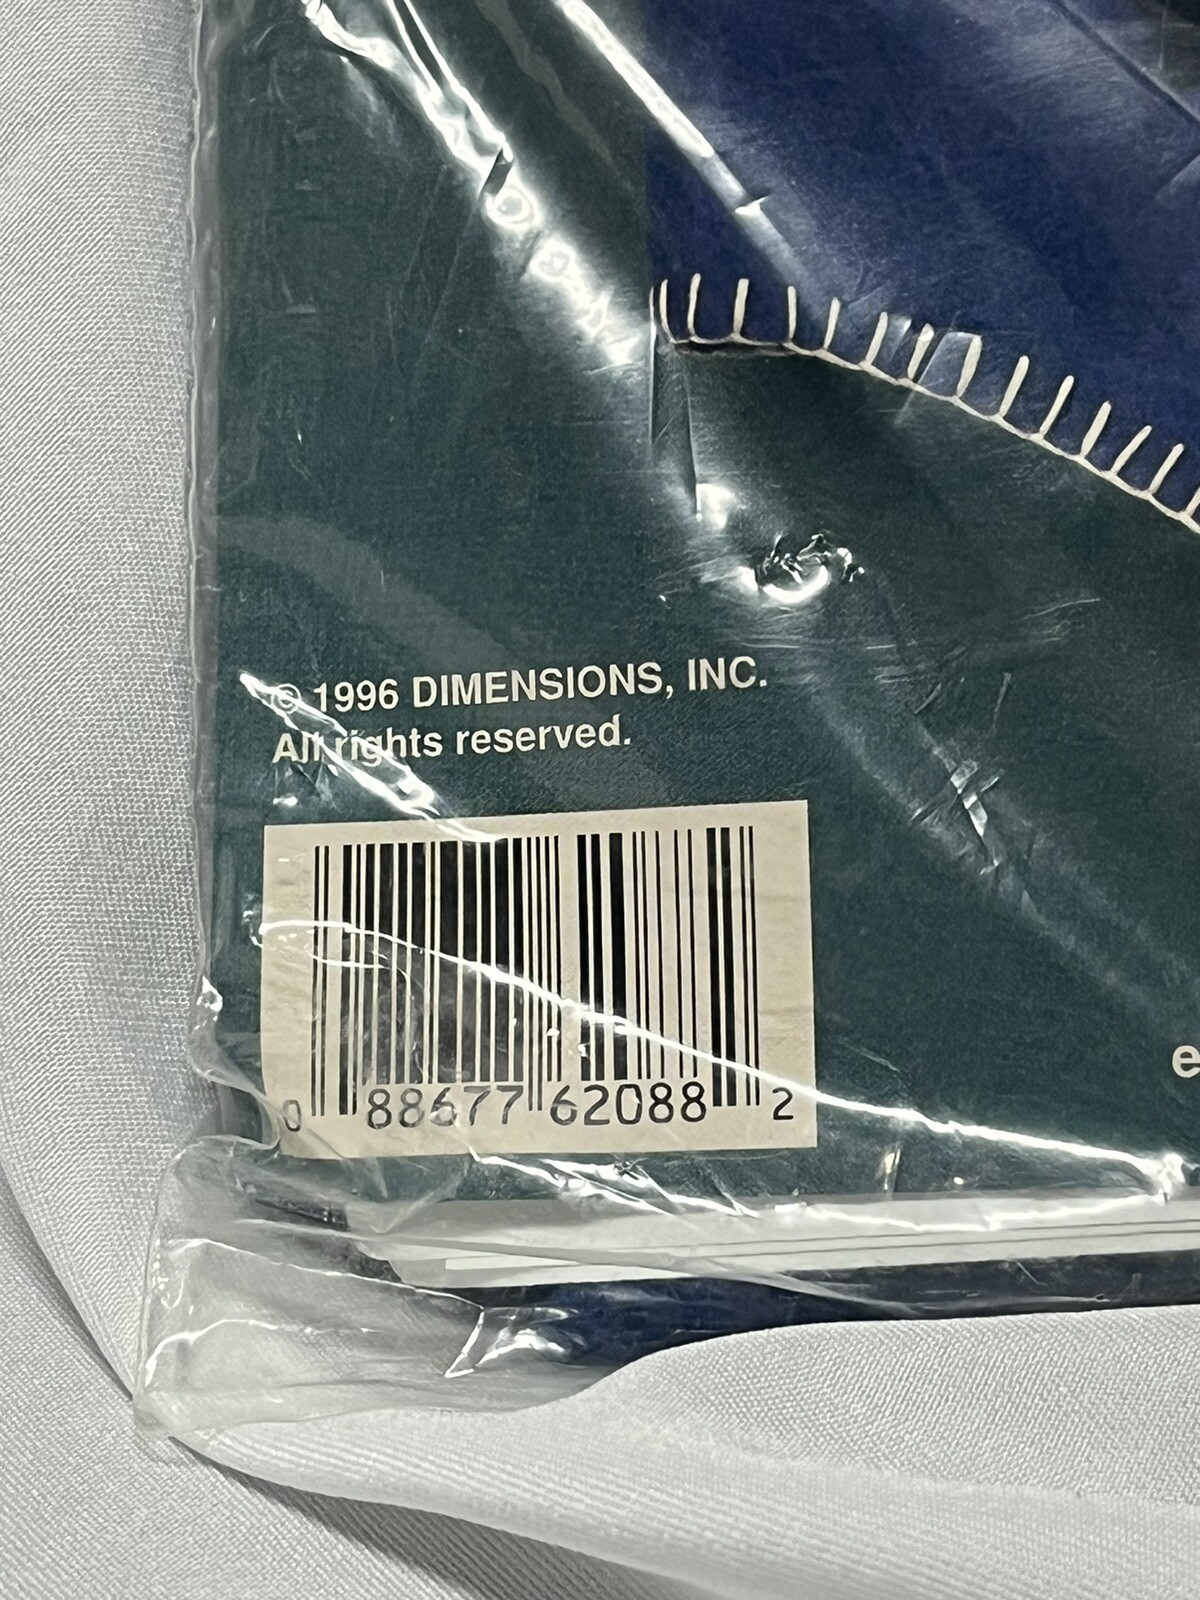 © 1996 DIMENSIONS, INC.
All rights reserved.
e
0 88677 62088 2